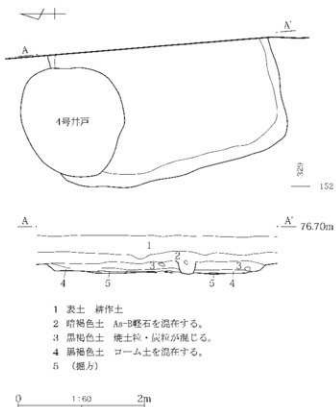 A
A'
4号井戸
329
152
A
A'
76.70m
1
2
3
3
4
5
5
4
1 表土 耕作土
2 暗褐色土 As-B軽石を混在する。
3 黒褐色土 焼土粒・炭粒が混じる。
4 黒褐色土 ローム土を混在する。
5 (掘方)
0
1:60
2m